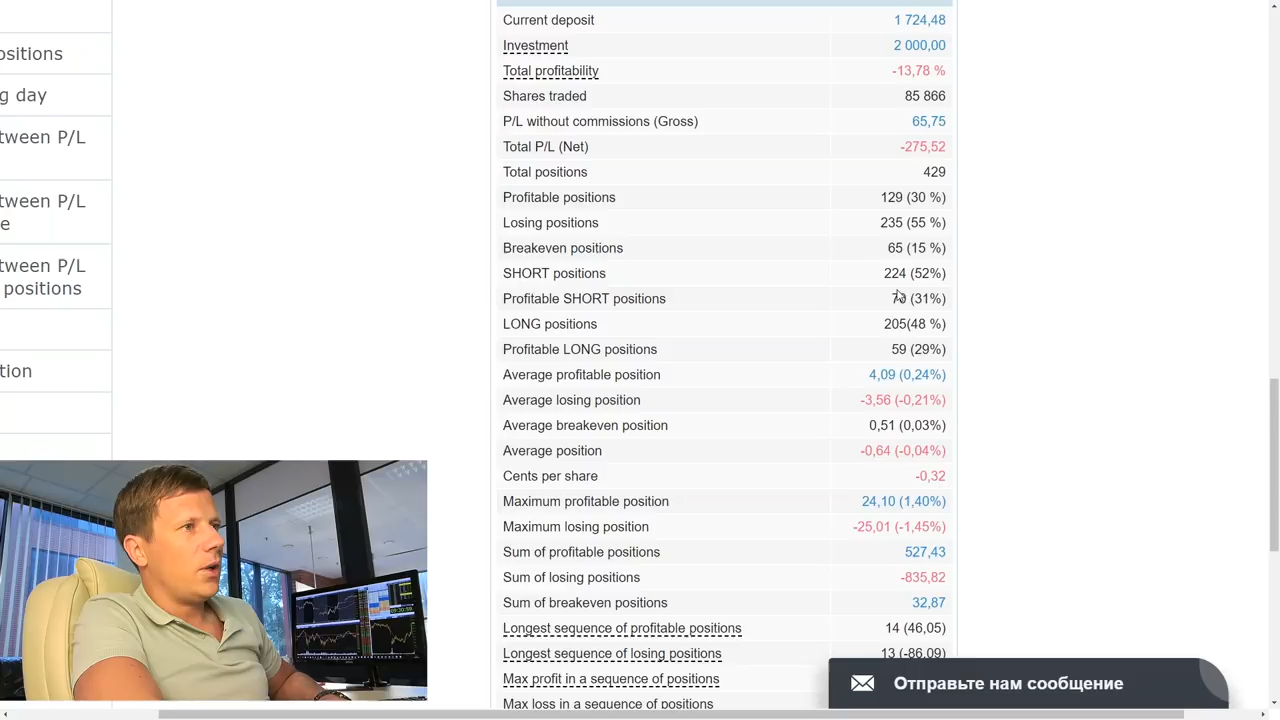 ositions
g day
tween P/L
tween P/L
e
tween P/L
positions
tion
Current deposit 1 724,48
Investment 2 000,00
Total profitability -13,78 %
Shares traded 85 866
P/L without commissions (Gross) 65,75
Total P/L (Net) -275,52
Total positions 429
Profitable positions 129 (30 %)
Losing positions 235 (55 %)
Breakeven positions 65 (15 %)
SHORT positions 224 (52%)
Profitable SHORT positions 70 (31%)
LONG positions 205(48 %)
Profitable LONG positions 59 (29%)
Average profitable position 4,09 (0,24%)
Average losing position -3,56 (-0,21%)
Average breakeven position 0,51 (0,03%)
Average position -0,64 (-0,04%)
Cents per share -0,32
Maximum profitable position 24,10 (1,40%)
Maximum losing position -25,01 (-1,45%)
Sum of profitable positions 527,43
Sum of losing positions -835,82
Sum of breakeven positions 32,87
Longest sequence of profitable positions 14 (46,05)
Longest sequence of losing positions 13 (-86,09)
Max profit in a sequence of positions
Max loss in a sequence of positions
Отправьте нам сообщение